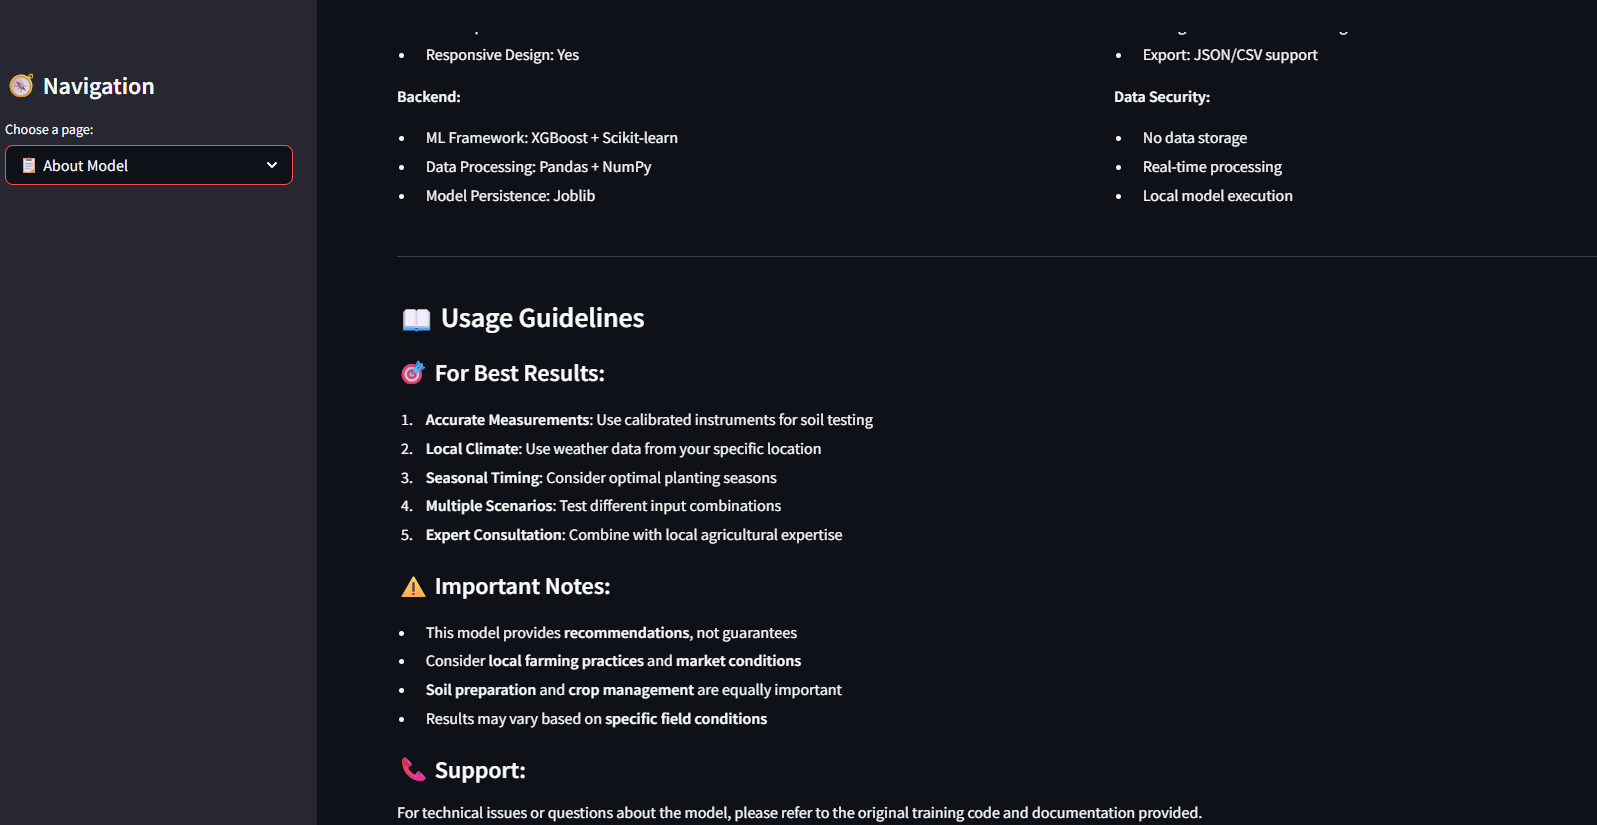 Navigation
Choose a page:
About Model
Responsive Design: Yes
Backend:
ML Framework: XGBoost + Scikit-learn
Data Processing: Pandas + NumPy
Model Persistence: Joblib
Export: JSON/CSV support
Data Security:
No data storage
Real-time processing
Local model execution
Usage Guidelines
For Best Results:
1. Accurate Measurements: Use calibrated instruments for soil testing
2. Local Climate: Use weather data from your specific location
3. Seasonal Timing: Consider optimal planting seasons
4. Multiple Scenarios: Test different input combinations
5. Expert Consultation: Combine with local agricultural expertise
Important Notes:
This model provides recommendations, not guarantees
Consider local farming practices and market conditions
Soil preparation and crop management are equally important
Results may vary based on specific field conditions
Support:
For technical issues or questions about the model, please refer to the original training code and documentation provided.